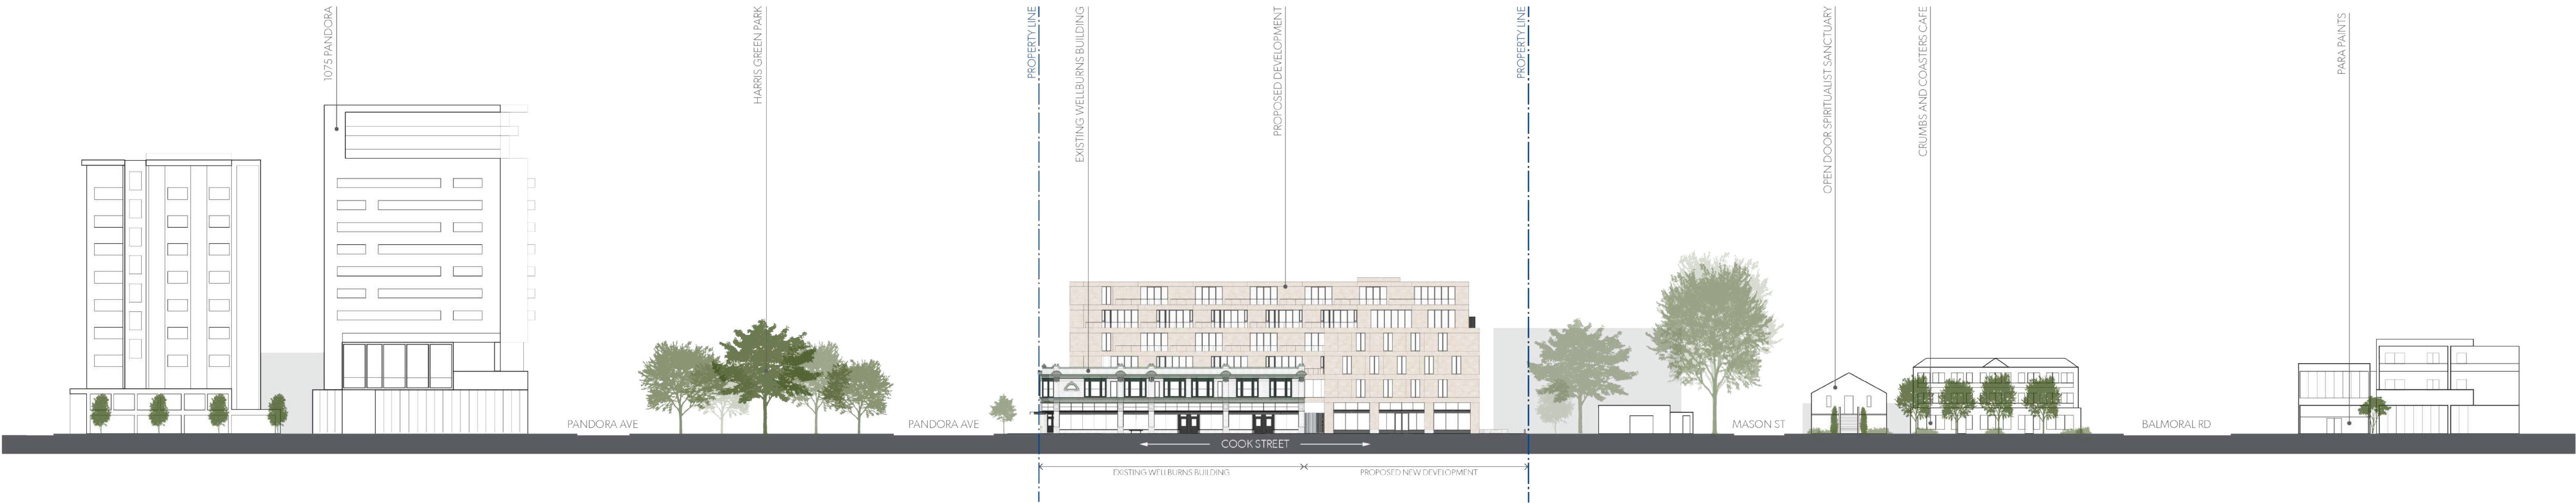 1075 PANDORA
HARRIS GREEN PARK
PROPERTY LINE
EXISTING WELLBURNS BUILDING
PROPOSED DEVELOPMENT
PROPERTY LINE
OPEN DOOR SPIRITUALIST SANCTUARY
CRUMBS AND COASTERS CAFE
PARA PAINTS
PANDORA AVE
PANDORA AVE
MASON ST
BALMORAL RD
COOK STREET
EXISTING WELLBURNS BUILDING
PROPOSED NEW DEVELOPMENT